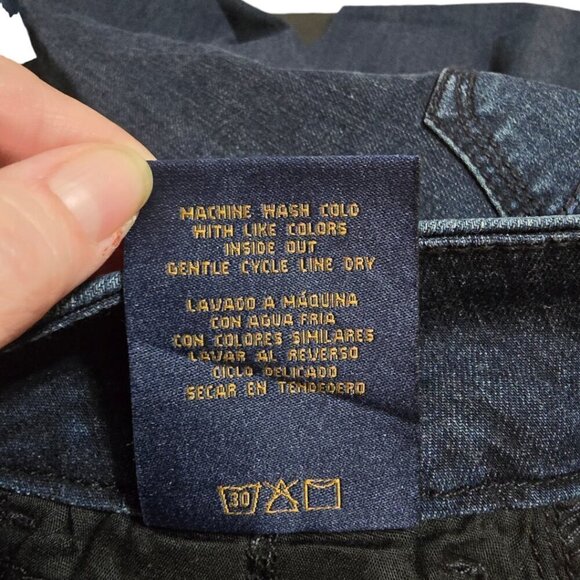 MACHINE WASH COLD
WITH LIKE COLORS
INSIDE OUT
GENTLE CYCLE LINE DRY
LAVADO A MÁQUINA
CON AGUA FRIA
CON COLORES SIMILARES
LAVAR AL REVERSO
CICLO DELICADO
SECAR EN TENDEDERO
30